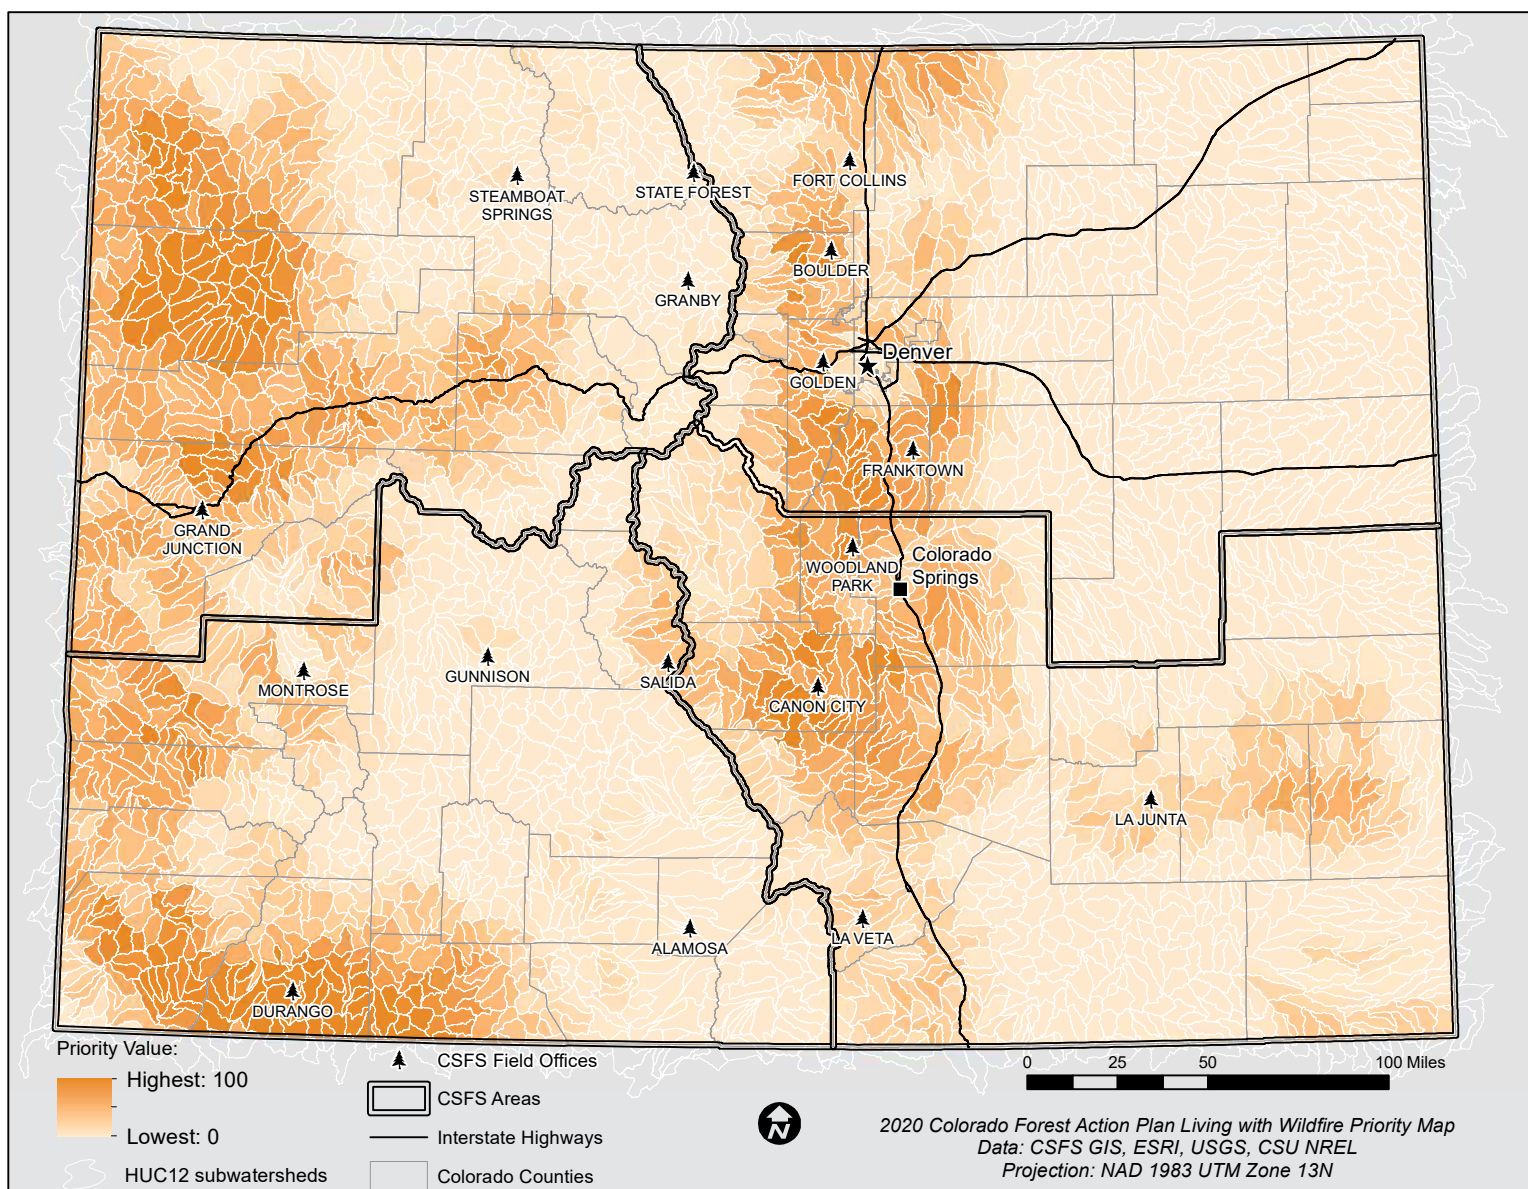 STEAMBOAT
SPRINGS
STATE FOREST
FORT COLLINS
BOULDER
GRANBY
Denver
GOLDEN
FRANKTOWN
GRAND
JUNCTION
WOODLAND
PARK
Colorado
Springs
MONTROSE
GUNNISON
SALIDA
CANON CITY
LA JUNTA
ALAMOSA
LA VETA
DURANGO
Priority Value:
Highest: 100
Lowest: 0
HUC12 subwatersheds
CSFS Field Offices
CSFS Areas
Interstate Highways
Colorado Counties
N
0 25 50 100 Miles
2020 Colorado Forest Action Plan Living with Wildfire Priority Map
Data: CSFS GIS, ESRI, USGS, CSU NREL
Projection: NAD 1983 UTM Zone 13N